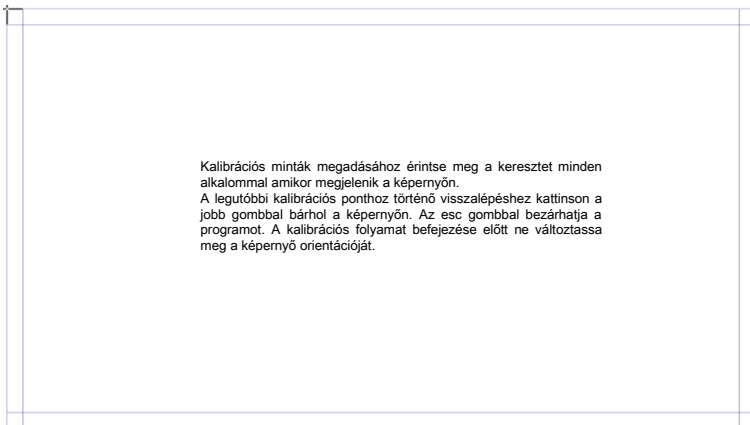 Kalibrációs minták megadásához érintse meg a keresztet minden
alkalommal amikor megjelenik a képernyőn.
A legutóbbi kalibrációs ponthoz történő visszalépéshez kattinson a
jobb gombbal bárhol a képernyőn. Az esc gombbal bezárhatja a
programot. A kalibrációs folyamat befejezése előtt ne változtassa
meg a képernyő orientációját.